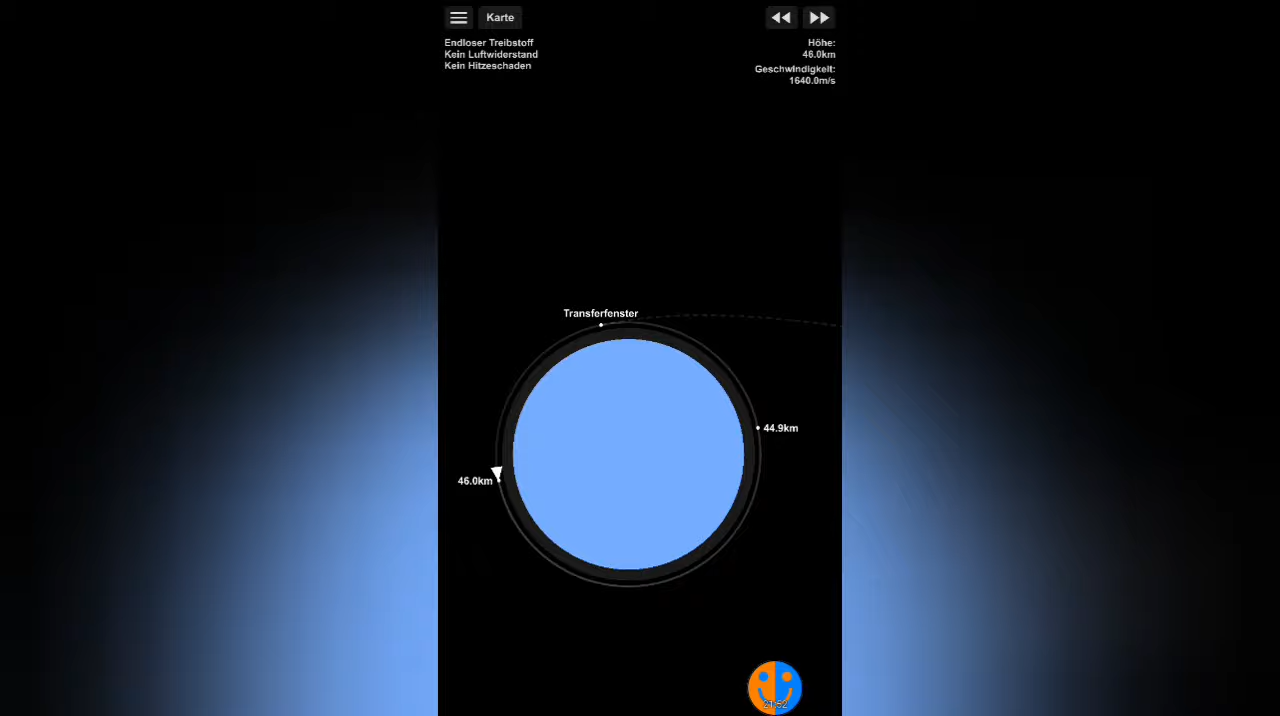 Karte
Endloser Treibstoff
Kein Luftwiderstand
Kein Hitzeschaden
Höhe:
46.0km
Geschwindigkeit:
1640.0m/s
Transferfenster
44.9km
46.0km
21:52